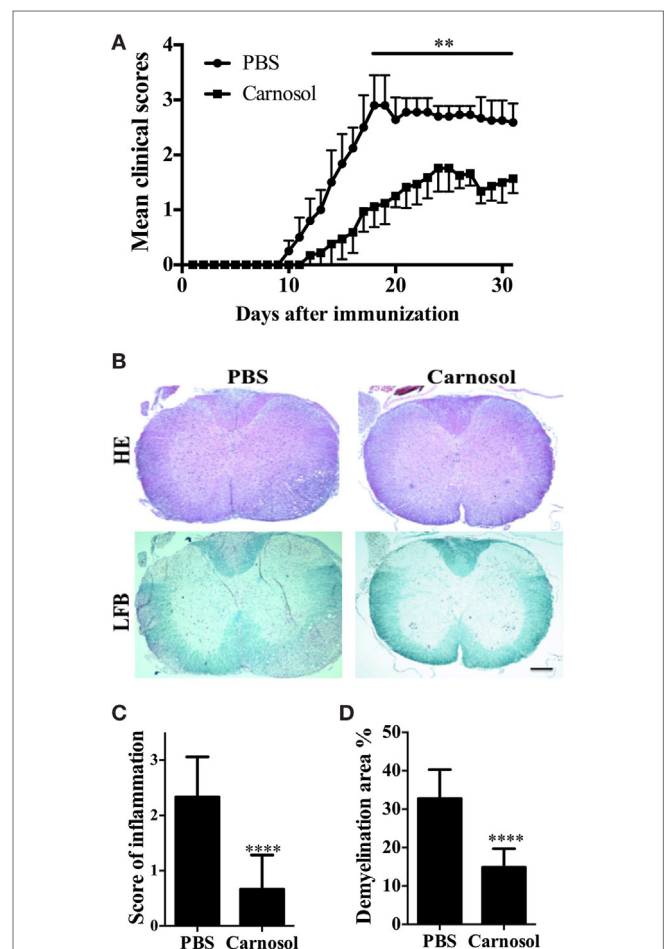 A
**
4
PBS
Carnosol
3
2
1
0
Mean clinical scores
0 10 20 30
Days after immunization
B
PBS Carnosol
HE
LFB
C
3
2
1
0
Score of inflammation
****
PBS Carnosol
D
50
40
30
20
10
0
Demyelination area %
****
PBS Carnosol